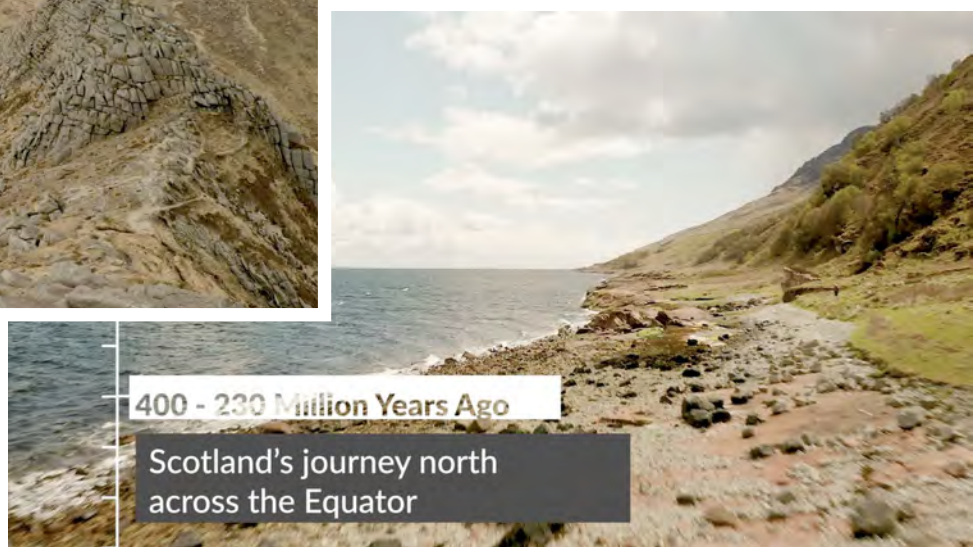 400 - 230 Million Years Ago
Scotland's journey north
across the Equator